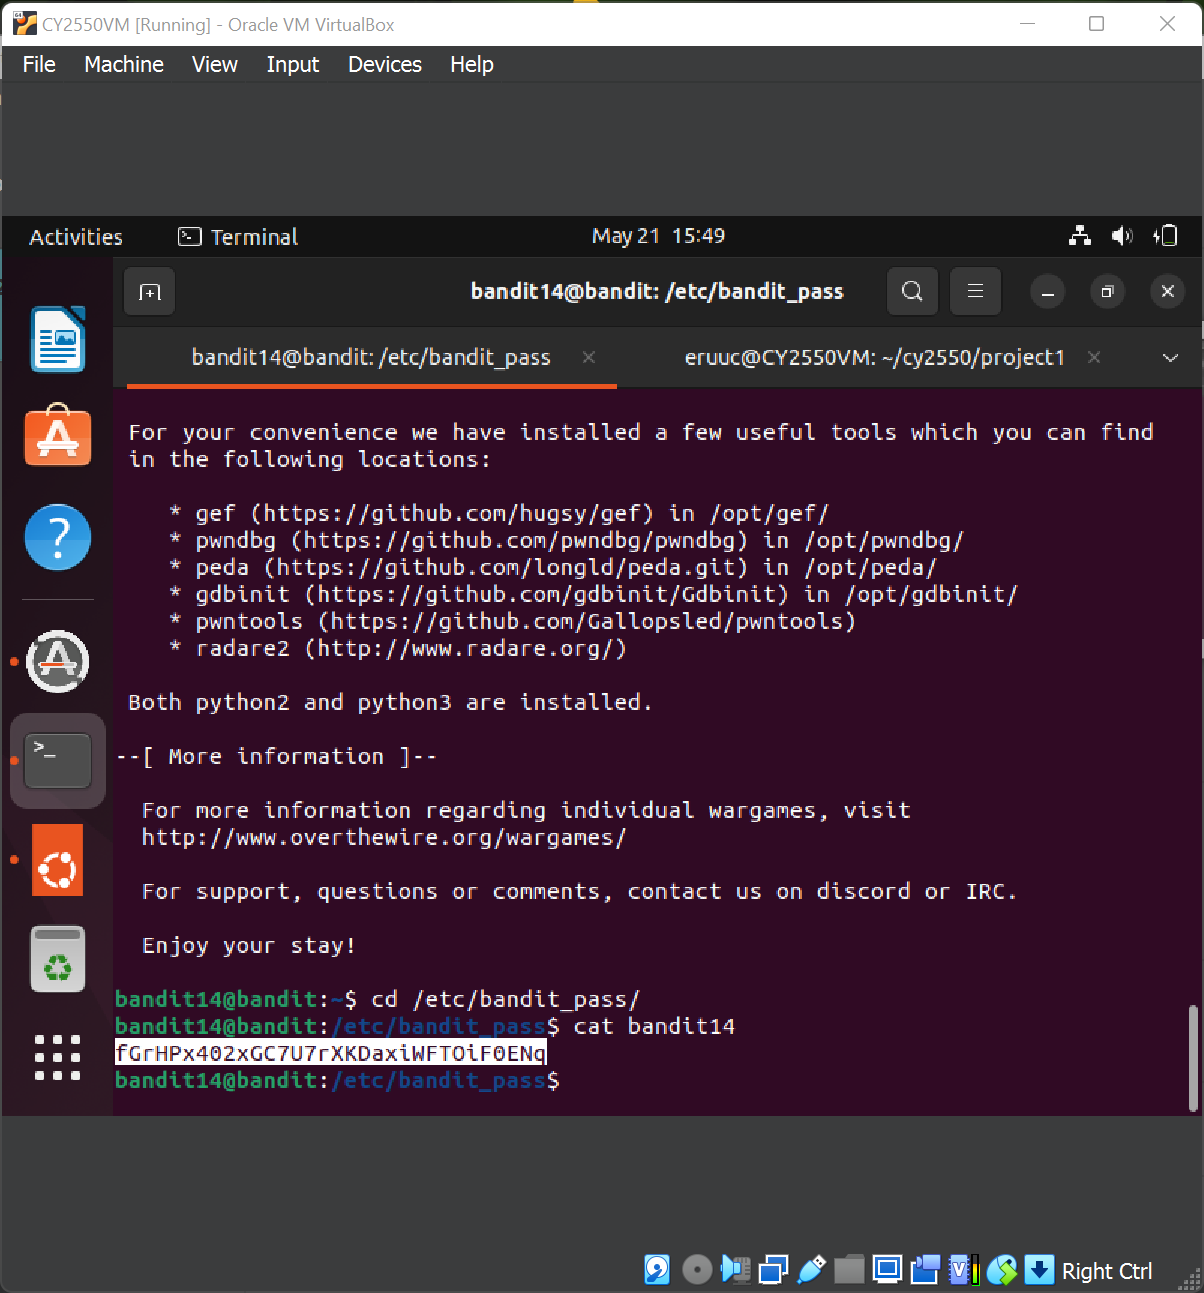 CY2550VM [Running] - Oracle VM VirtualBox
File Machine View Input Devices Help
Activities Terminal May 21 15:49
bandit14@bandit: /etc/bandit_pass
bandit14@bandit: /etc/bandit_pass eruuc@CY2550VM: ~/cy2550/project1
For your convenience we have installed a few useful tools which you can find
in the following locations:
* gef (https://github.com/hugsy/gef) in /opt/gef/
* pwndbg (https://github.com/pwndbg/pwndbg) in /opt/pwndbg/
* peda (https://github.com/longld/peda.git) in /opt/peda/
* gdbinit (https://github.com/gdbinit/Gdbinit) in /opt/gdbinit/
* pwntools (https://github.com/Gallopsled/pwntools)
* radare2 (http://www.radare.org/)
Both python2 and python3 are installed.
--[ More information ]--
For more information regarding individual wargames, visit
http://www.overthewire.org/wargames/
For support, questions or comments, contact us on discord or IRC.
Enjoy your stay!
bandit14@bandit:~$ cd /etc/bandit_pass/
bandit14@bandit:/etc/bandit_pass$ cat bandit14
fGrHPx402xGC7U7rXKDaxiWFTOiF0ENq
bandit14@bandit:/etc/bandit_pass$
Right Ctrl